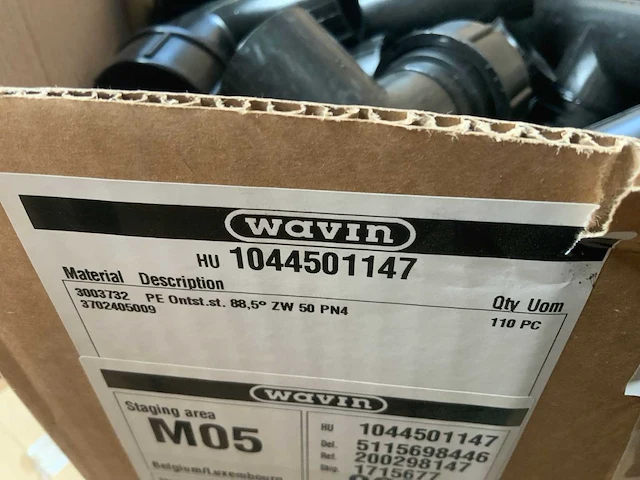 wavin
HU 1044501147
Material Description Qty Uom
3003732 PE Ontst.st. 88,5° ZW 50 PN4 110 PC
3702405009
wavin
Staging area
M05
HU 1044501147
Del. 5115698446
Ref. 200298147
Ship. 1715677
Belgium/Luxembourg